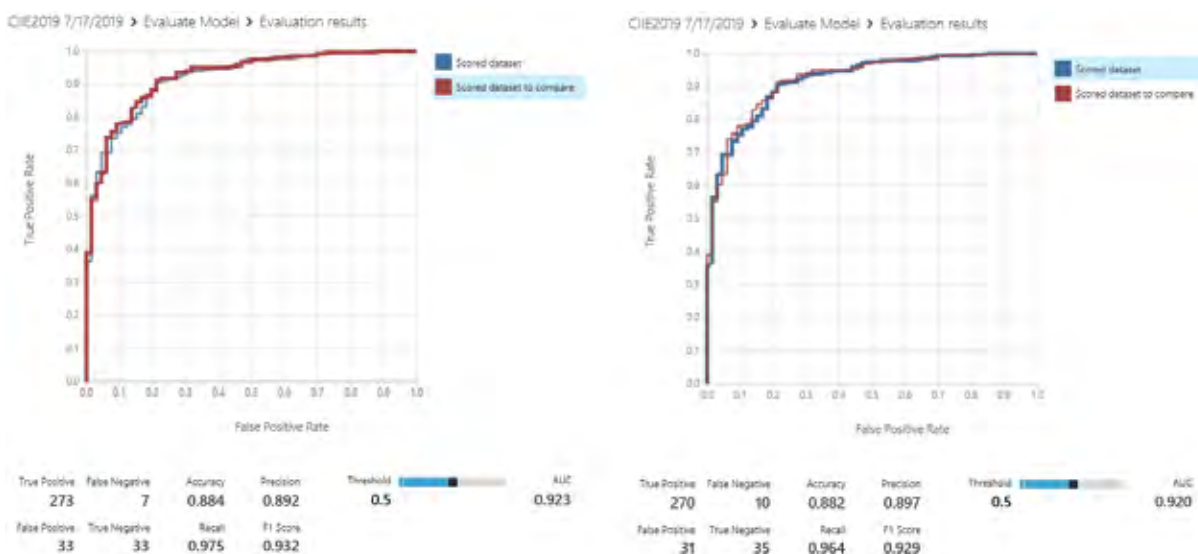 CIIE2019 7/17/2019 > Evaluate Model > Evaluation results
1.0
0.9
0.8
0.7
0.6
0.5
0.4
0.3
0.2
0.1
0.0
True Positive Rate
0.0 0.1 0.2 0.3 0.4 0.5 0.6 0.7 0.8 0.9 1.0
False Positive Rate
Scored dataset
Scored dataset to compare
True Positive False Negative Accuracy Precision Threshold AUC
273 7 0.884 0.892 0.5 0.923
False Positive True Negative Recall F1 Score
33 33 0.975 0.932
CIIE2019 7/17/2019 > Evaluate Model > Evaluation results
1.0
0.9
0.8
0.7
0.6
0.5
0.4
0.3
0.2
0.1
0.0
True Positive Rate
0.0 0.1 0.2 0.3 0.4 0.5 0.6 0.7 0.8 0.9 1.0
False Positive Rate
Scored dataset
Scored dataset to compare
True Positive False Negative Accuracy Precision Threshold AUC
270 10 0.882 0.897 0.5 0.920
False Positive True Negative Recall F1 Score
31 35 0.964 0.929